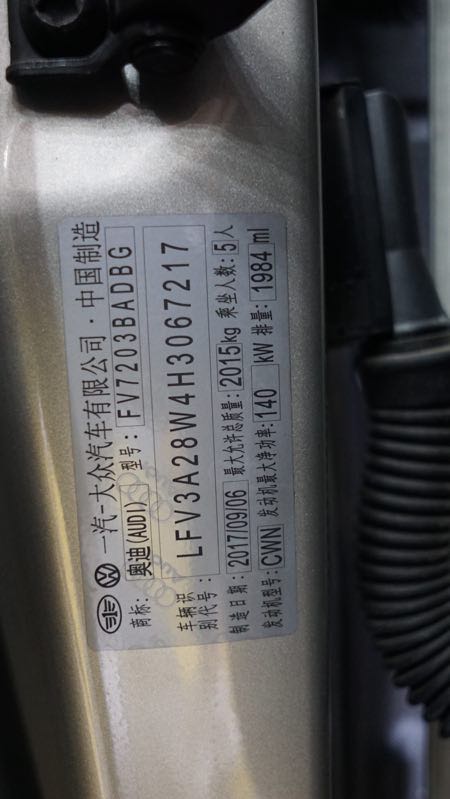 一汽-大众汽车有限公司·中国制造
商标: 奥迪(AUDI) 型号: FV7203BADBG
车辆识别代号: LFV3A28W4H3067217
制造日期: 2017/09/06 最大允许总质量: 2015kg 乘坐人数: 5人
发动机型号: CWN 发动机最大净功率: 140 kW 排量: 1984 ml